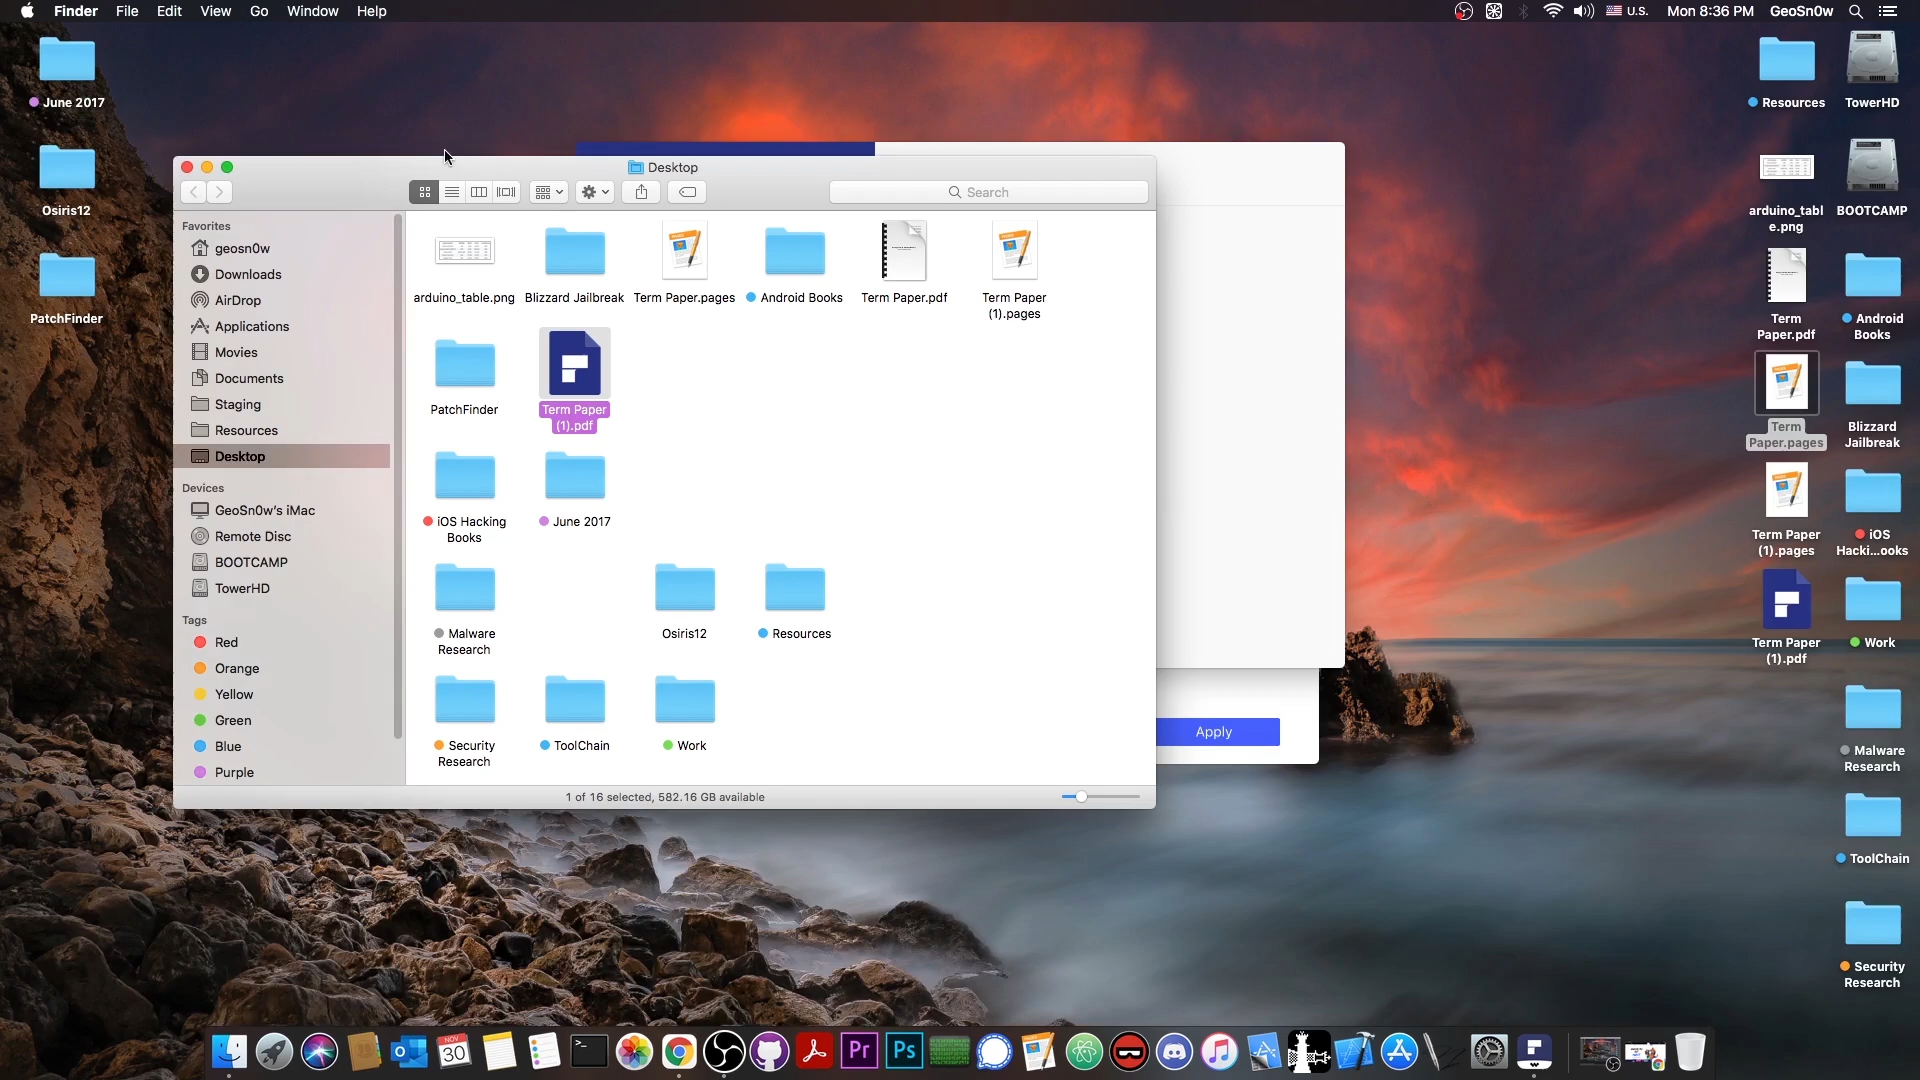 Finder File Edit View Go Window Help
U.S. Mon 8:36 PM GeoSn0w
June 2017
Osiris12
PatchFinder
Desktop
Search
Favorites
geosn0w
Downloads
AirDrop
Applications
Movies
Documents
Staging
Resources
Desktop
Devices
GeoSn0w's iMac
Remote Disc
BOOTCAMP
TowerHD
Tags
Red
Orange
Yellow
Green
Blue
Purple
arduino_table.png Blizzard Jailbreak Term Paper.pages Android Books Term Paper.pdf Term Paper
(1).pages
PatchFinder Term Paper
(1).pdf
iOS Hacking June 2017
Books
Malware Osiris12 Resources
Research
Security ToolChain Work
Research
1 of 16 selected, 582.16 GB available
Apply
Resources TowerHD
arduino_tabl BOOTCAMP
e.png
Term Android
Paper.pdf Books
Term Blizzard
Paper.pages Jailbreak
Term Paper iOS
(1).pages Hacki...ooks
Term Paper Work
(1).pdf
Malware
Research
ToolChain
Security
Research
NOV
30
Pr
Ps